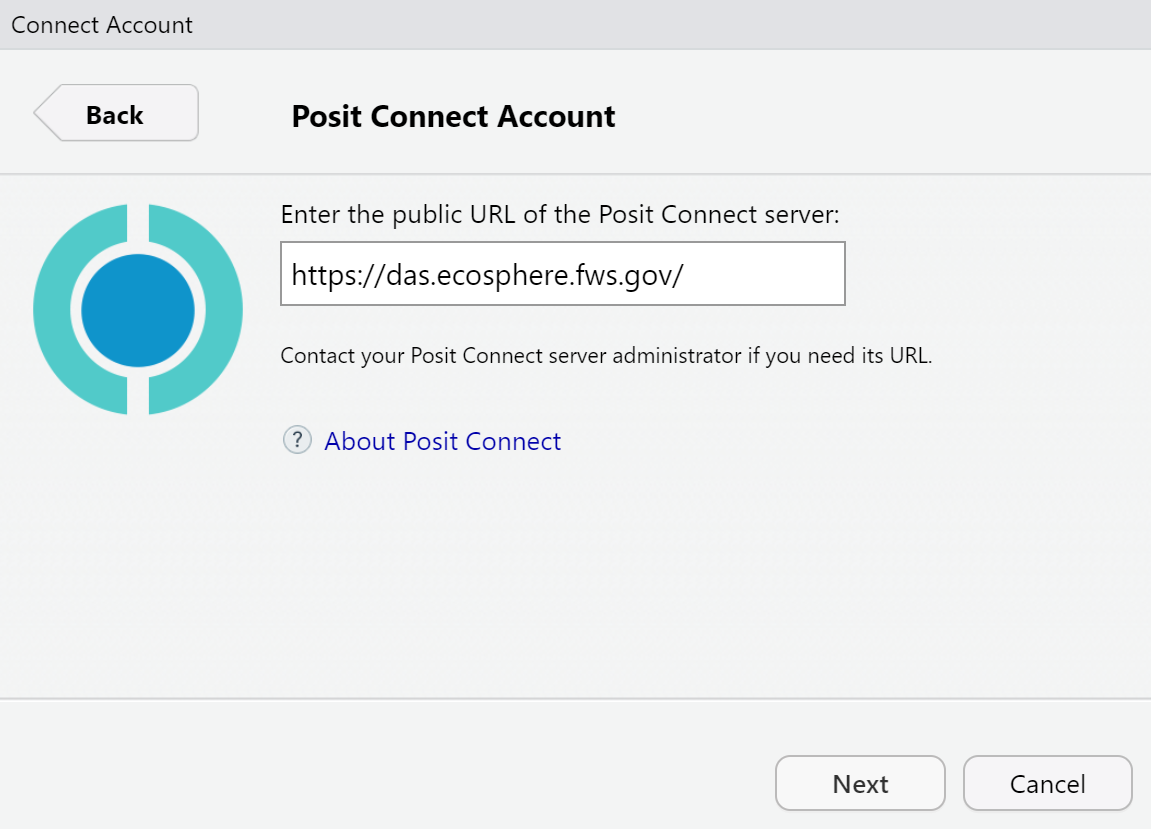 Connect Account
Back
Posit Connect Account
Enter the public URL of the Posit Connect server:
https://das.ecosphere.fws.gov/
Contact your Posit Connect server administrator if you need its URL.
? About Posit Connect
Next Cancel